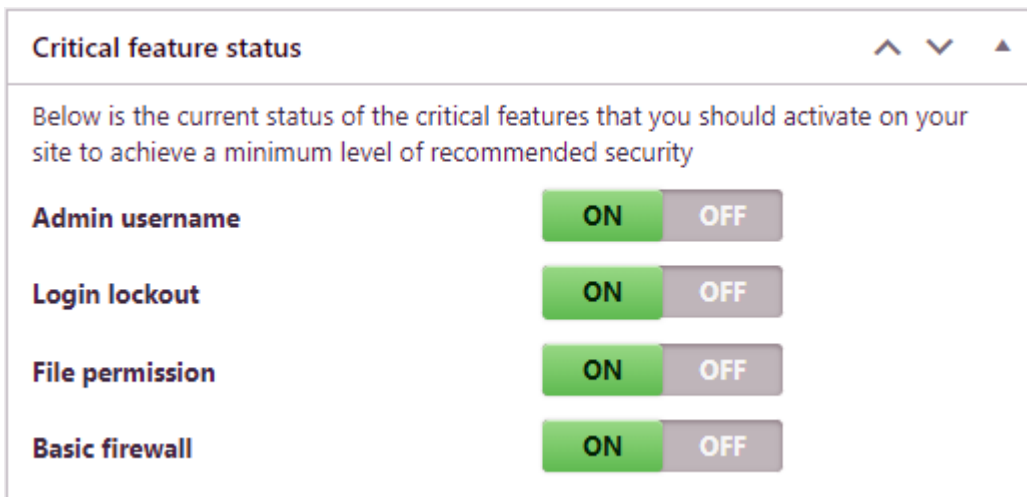 Critical feature status
Below is the current status of the critical features that you should activate on your
site to achieve a minimum level of recommended security
Admin username ON OFF
Login lockout ON OFF
File permission ON OFF
Basic firewall ON OFF